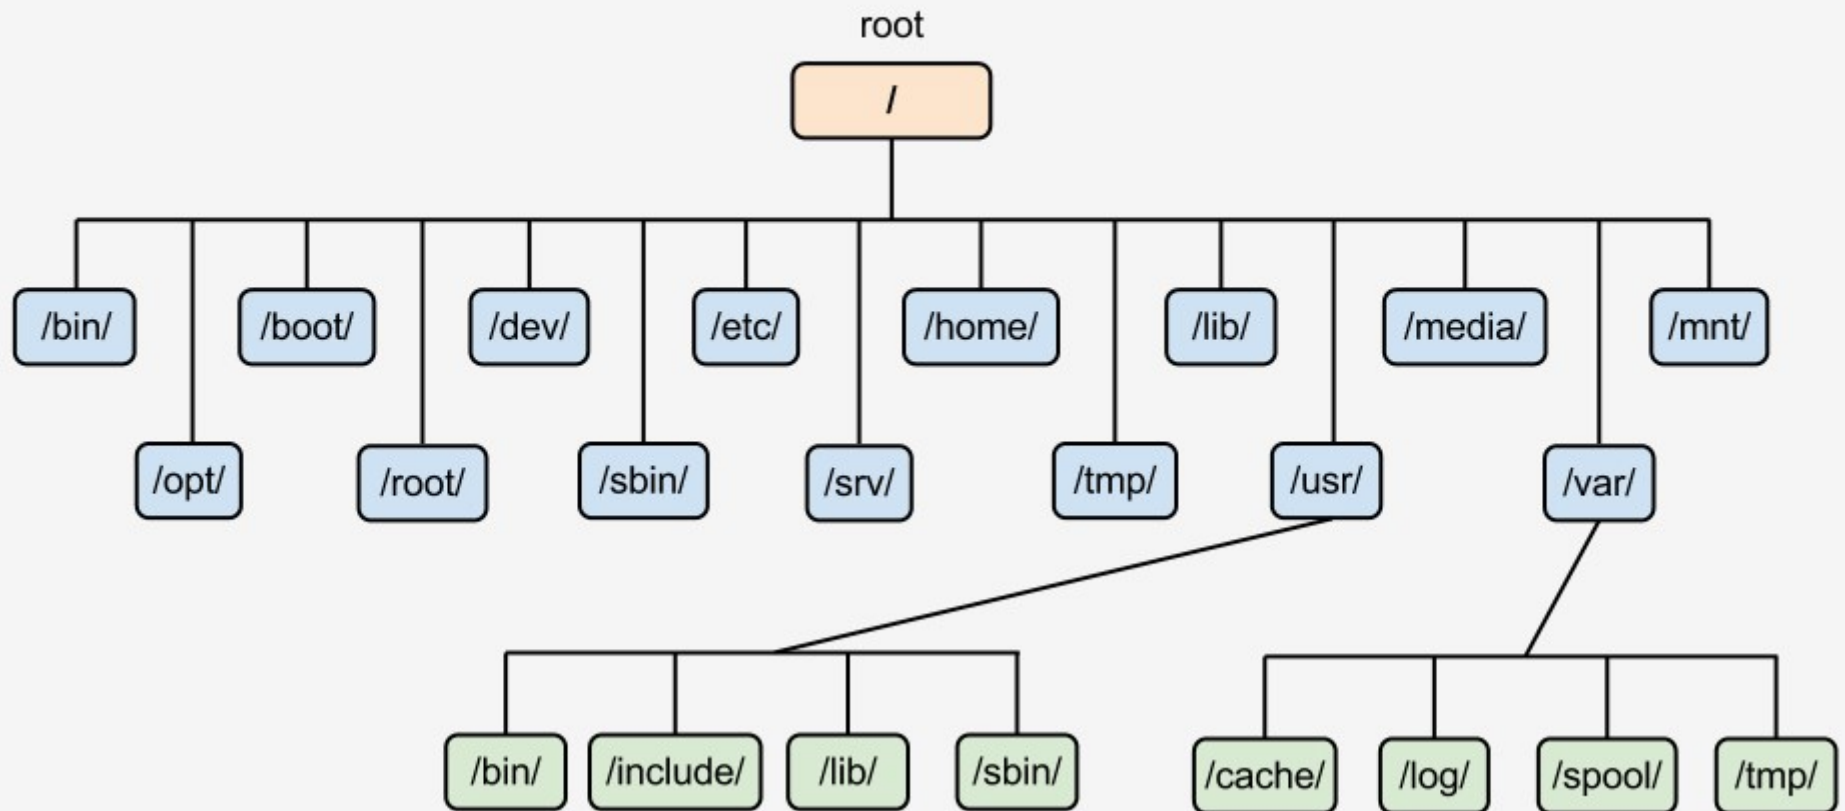 root
/
/bin/ /boot/ /dev/ /etc/ /home/ /lib/ /media/ /mnt/
/opt/ /root/ /sbin/ /srv/ /tmp/ /usr/ /var/
/bin/ /include/ /lib/ /sbin/ /cache/ /log/ /spool/ /tmp/